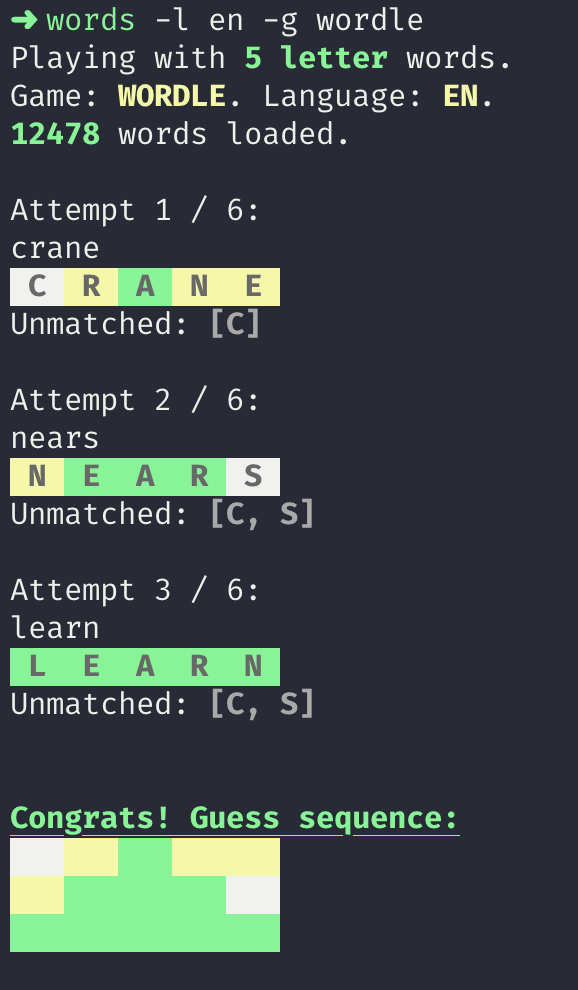 ➜ words -l en -g wordle
Playing with 5 letter words.
Game: WORDLE. Language: EN.
12478 words loaded.
Attempt 1 / 6:
crane
C R A N E
Unmatched: [C]
Attempt 2 / 6:
nears
N E A R S
Unmatched: [C, S]
Attempt 3 / 6:
learn
L E A R N
Unmatched: [C, S]
Congrats! Guess sequence: